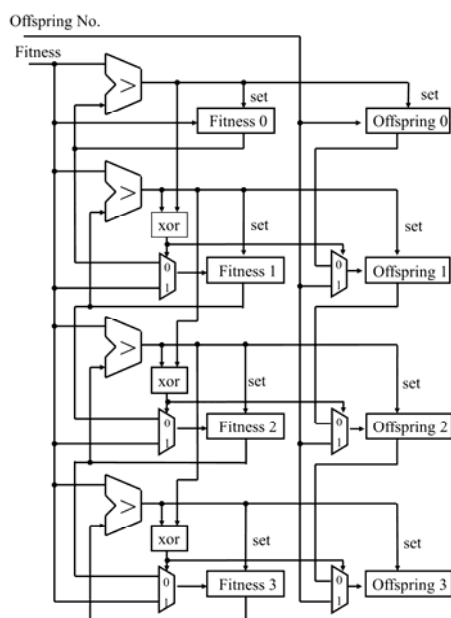 Offspring No.
Fitness
>
set
set
Fitness 0
Offspring 0
>
xor
set
set
0
1
Fitness 1
0
1
Offspring 1
>
xor
set
set
0
1
Fitness 2
0
1
Offspring 2
>
xor
set
set
0
1
Fitness 3
0
1
Offspring 3